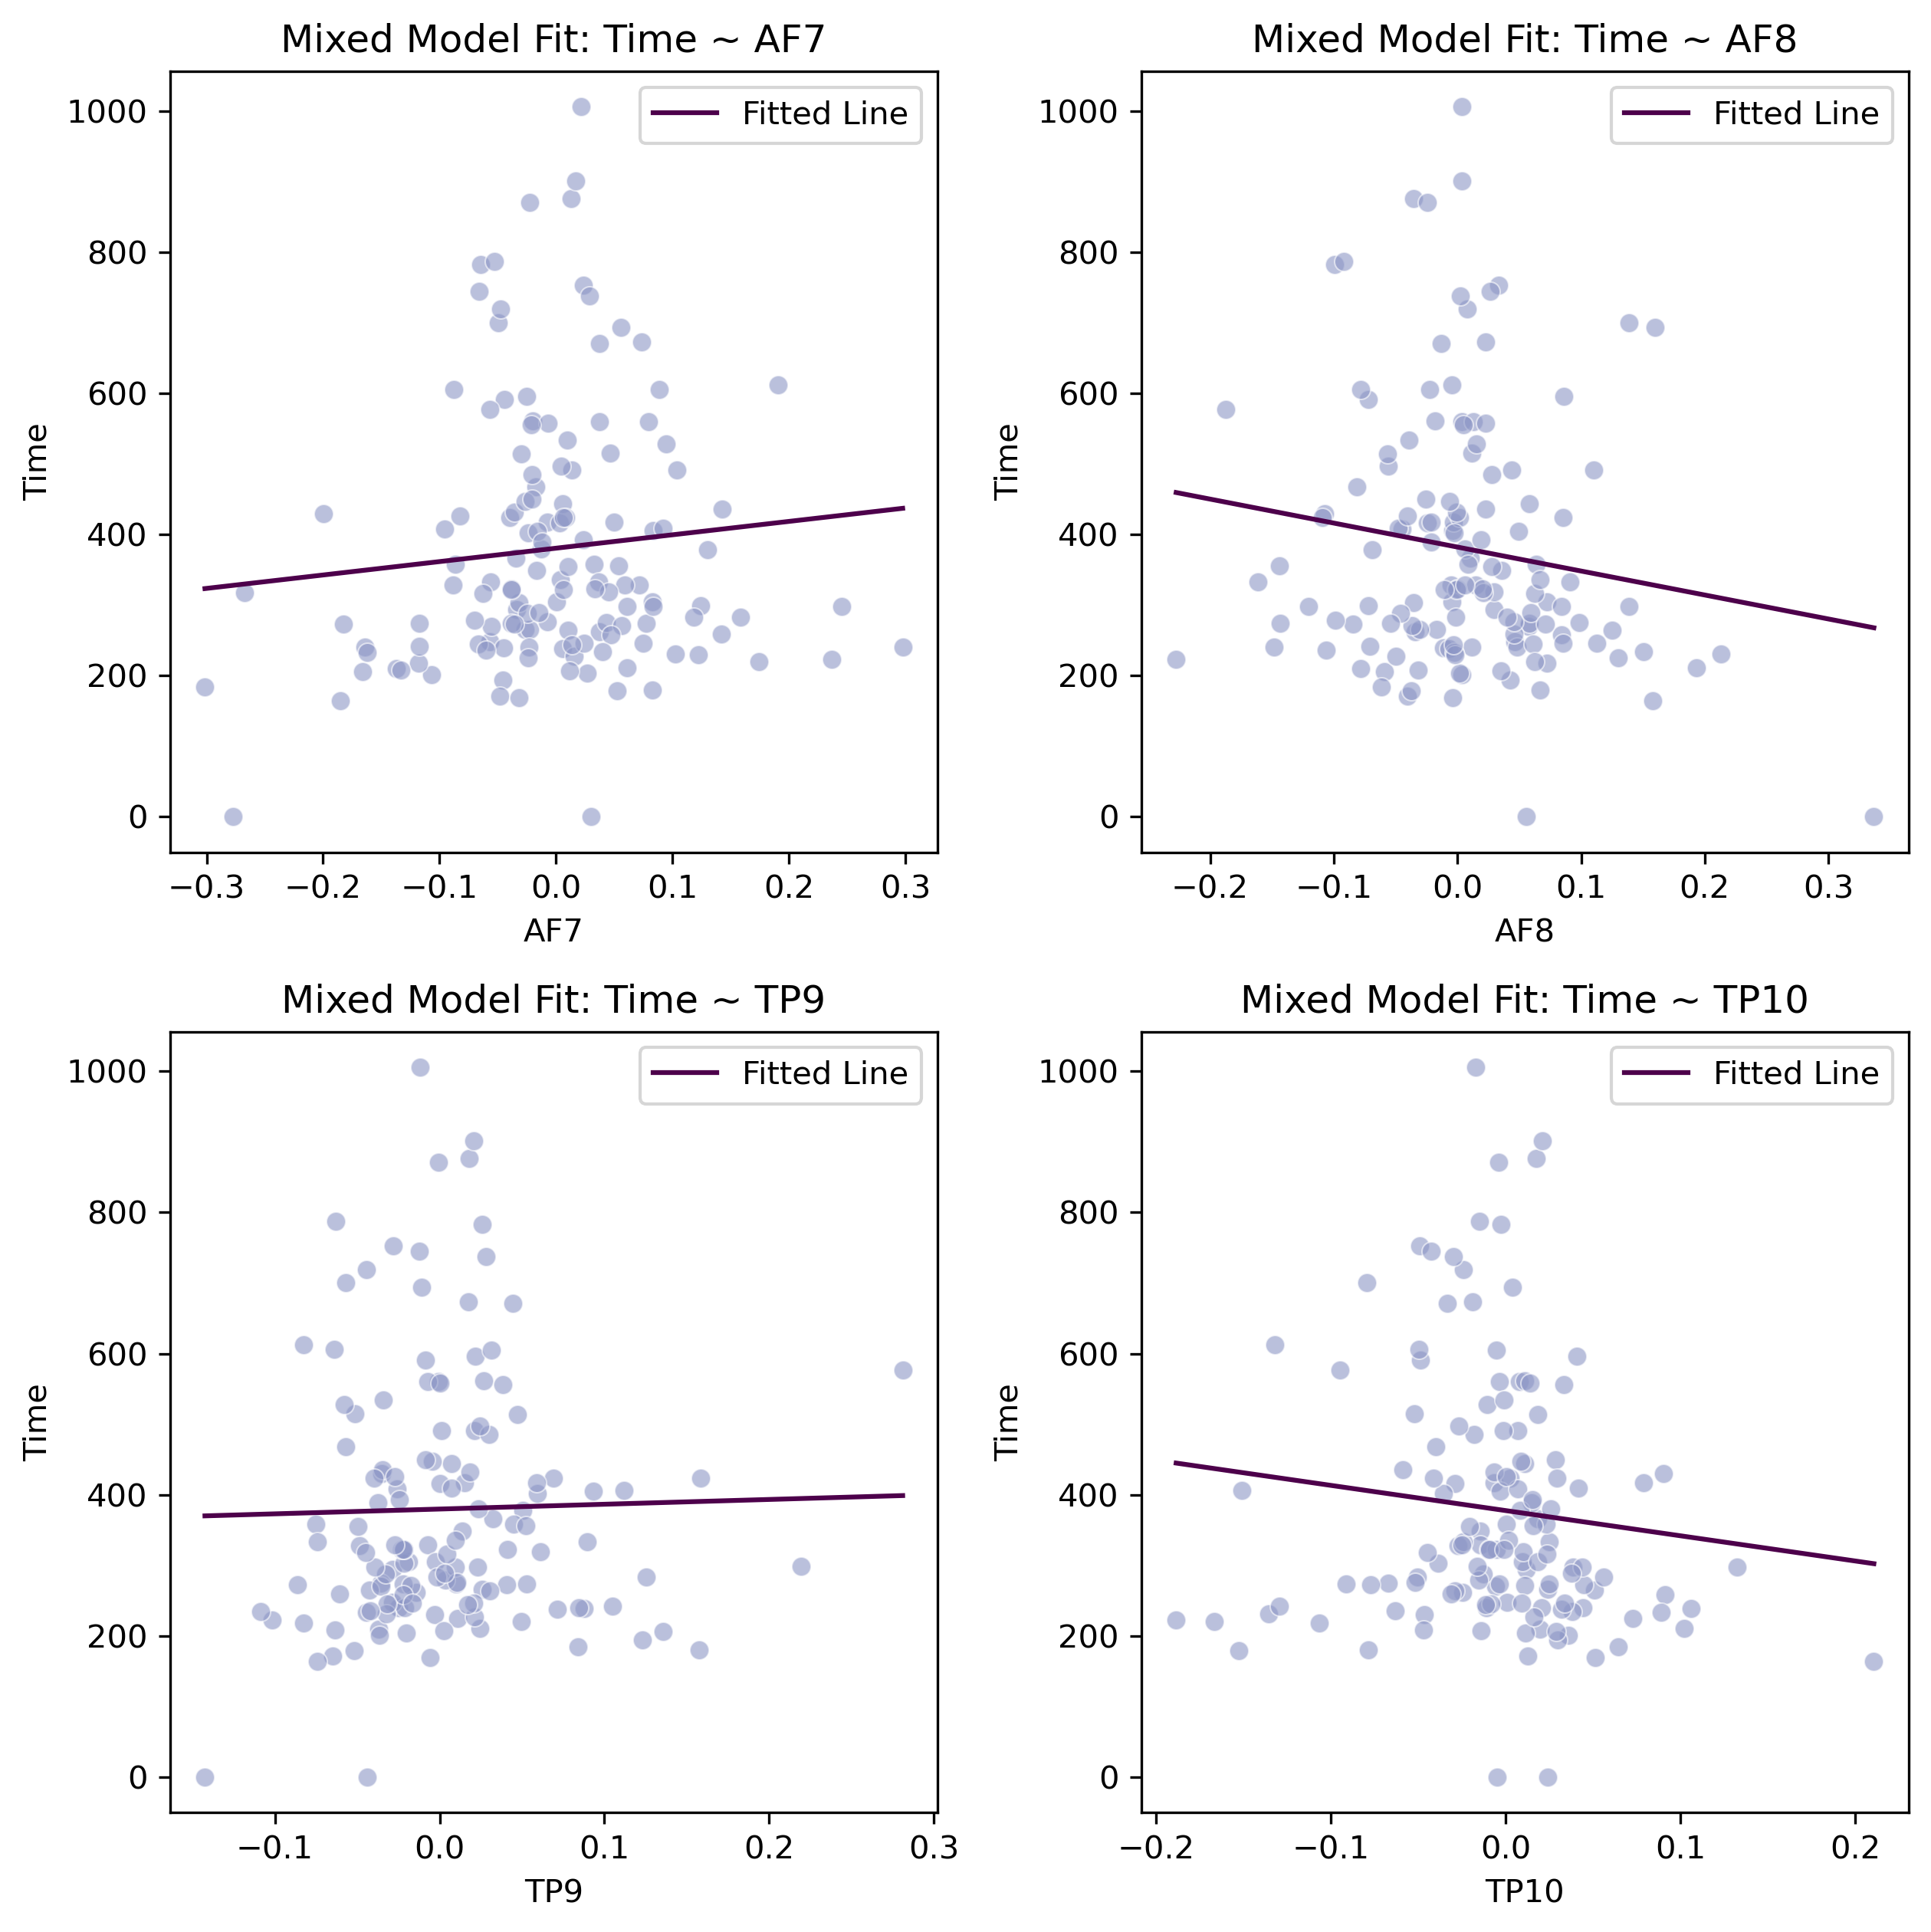 Mixed Model Fit: Time ~ AF7
Fitted Line
1000
800
600
400
200
0
Time
−0.3 −0.2 −0.1 0.0 0.1 0.2 0.3
AF7
Mixed Model Fit: Time ~ AF8
Fitted Line
1000
800
600
400
200
0
Time
−0.2 −0.1 0.0 0.1 0.2 0.3
AF8
Mixed Model Fit: Time ~ TP9
Fitted Line
1000
800
600
400
200
0
Time
−0.1 0.0 0.1 0.2 0.3
TP9
Mixed Model Fit: Time ~ TP10
Fitted Line
1000
800
600
400
200
0
Time
−0.2 −0.1 0.0 0.1 0.2
TP10